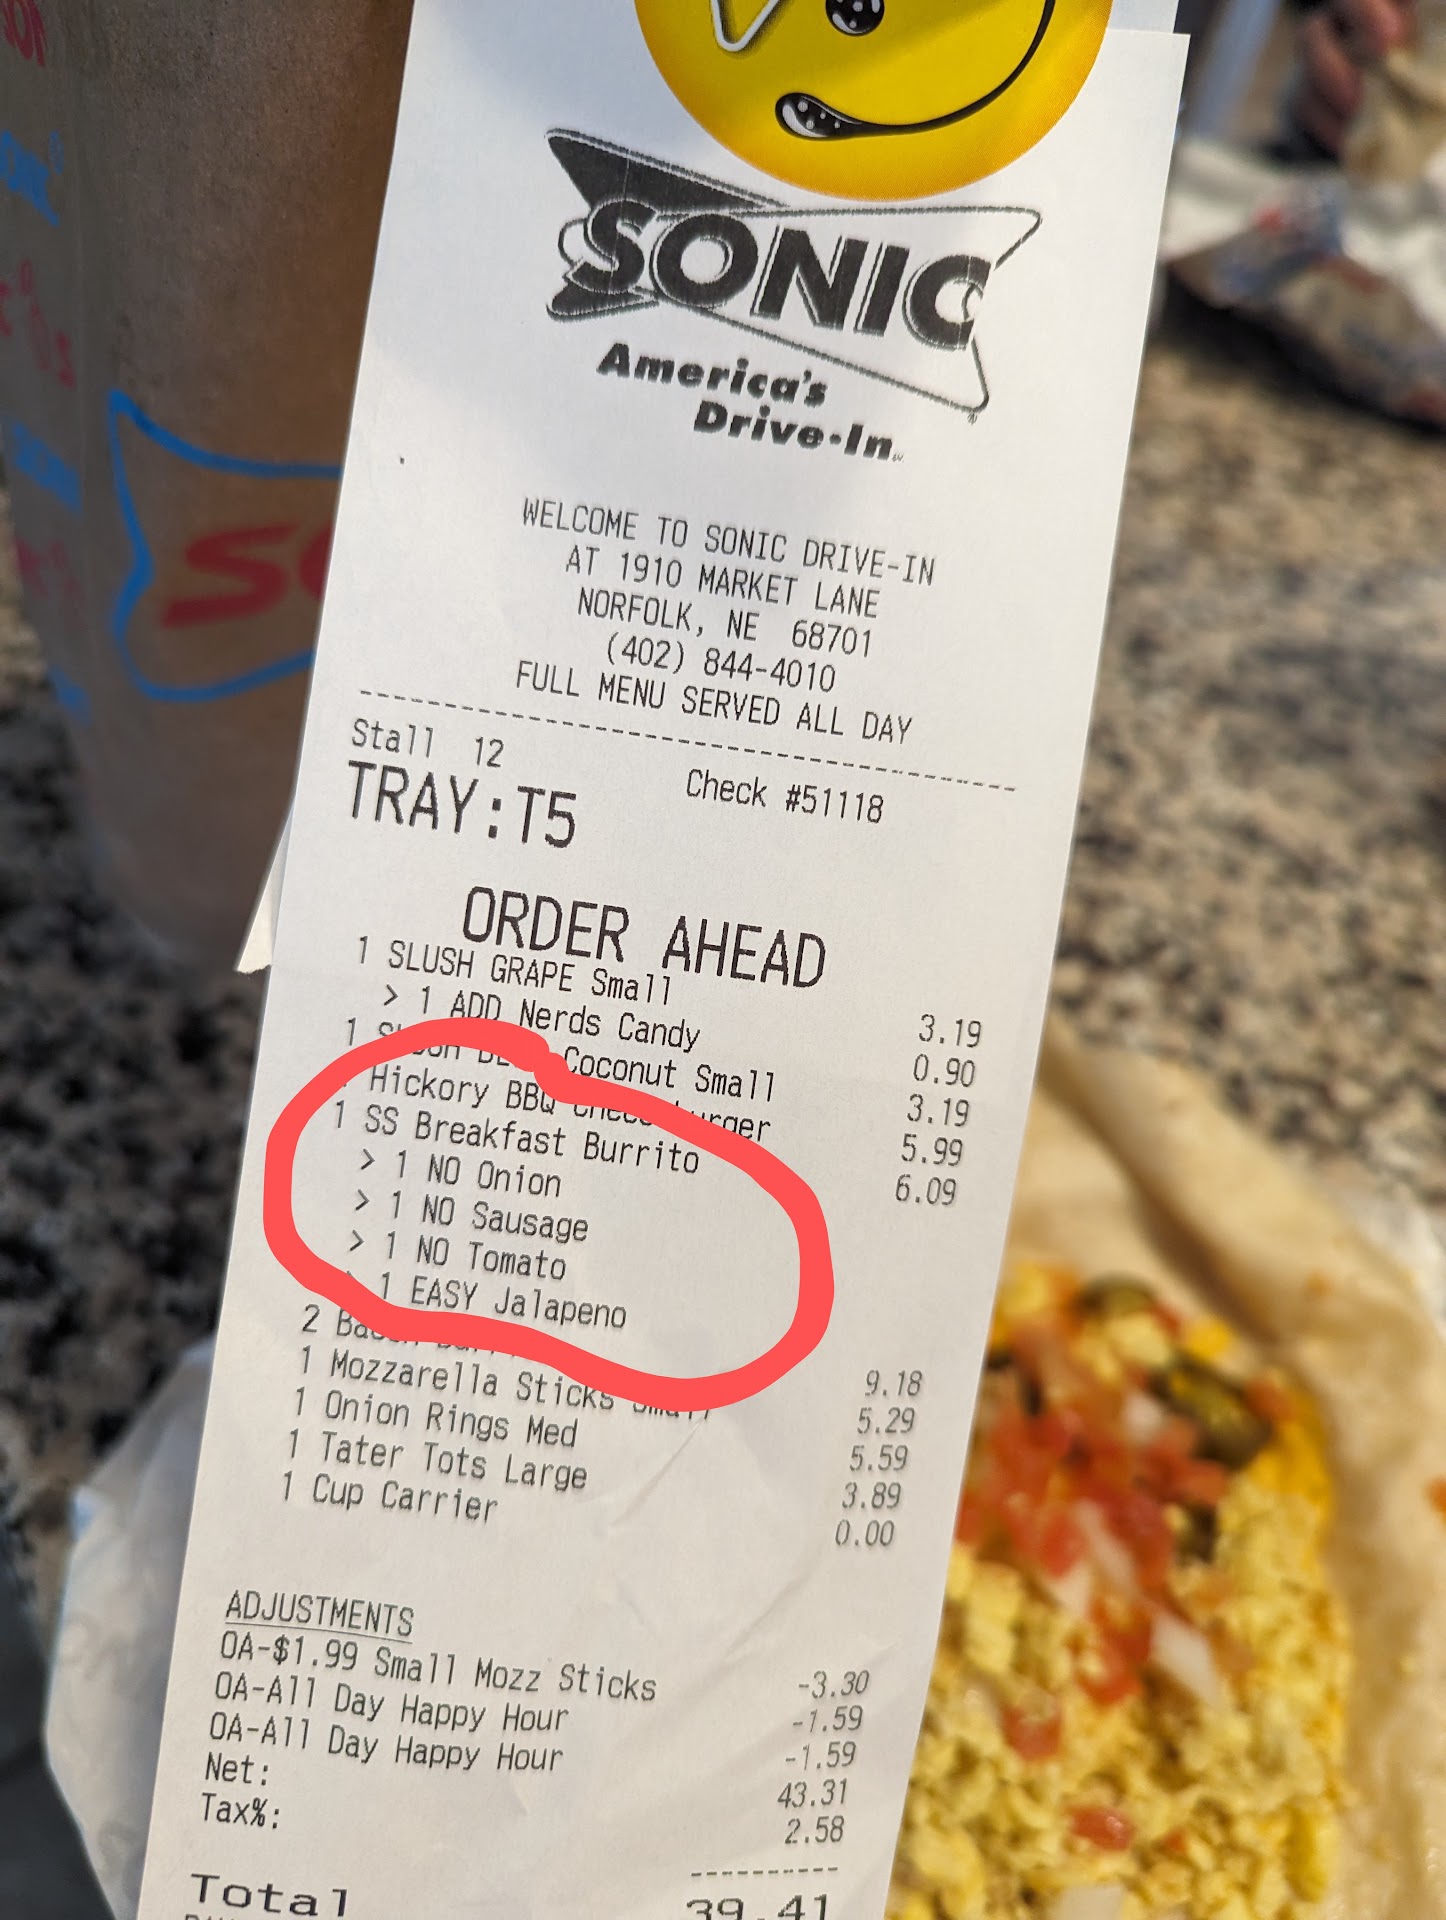 SONIC
America's
Drive-In
WELCOME TO SONIC DRIVE-IN
AT 1910 MARKET LANE
NORFOLK, NE 68701
(402) 844-4010
FULL MENU SERVED ALL DAY
Stall 12 Check #51118
TRAY:T5
ORDER AHEAD
1 SLUSH GRAPE Small 3.19
> 1 ADD Nerds Candy 0.90
1 Coconut Small 3.19
Hickory BBQ 5.99
1 SS Breakfast Burrito 6.09
> 1 NO Onion
> 1 NO Sausage
> 1 NO Tomato
1 EASY Jalapeno
2 9.18
1 Mozzarella Sticks 5.29
1 Onion Rings Med 5.59
1 Tater Tots Large 3.89
1 Cup Carrier 0.00
ADJUSTMENTS
OA-$1.99 Small Mozz Sticks -3.30
OA-All Day Happy Hour -1.59
OA-All Day Happy Hour -1.59
Net: 43.31
Tax%: 2.58
Total 39.41